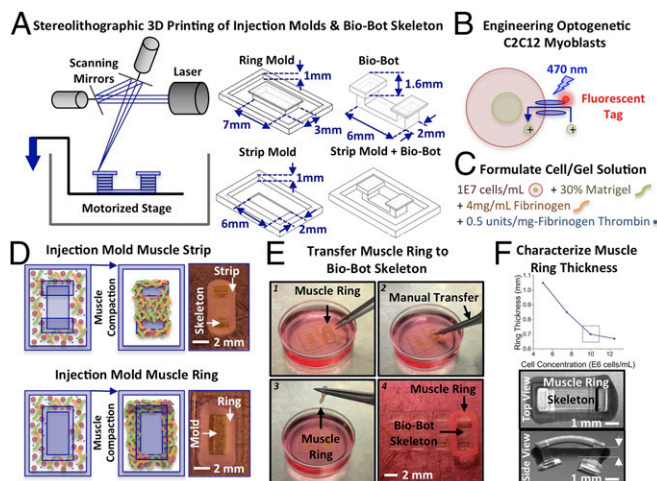 A Stereolithographic 3D Printing of Injection Molds & Bio-Bot Skeleton
Scanning
Mirrors
Laser
Motorized Stage
Ring Mold
1mm
7mm
3mm
Bio-Bot
1.6mm
6mm
2mm
Strip Mold
1mm
6mm
2mm
Strip Mold + Bio-Bot
B Engineering Optogenetic
C2C12 Myoblasts
470 nm
Fluorescent
Tag
+
+
C Formulate Cell/Gel Solution
1E7 cells/mL + 30% Matrigel
+ 4mg/mL Fibrinogen
+ 0.5 units/mg-Fibrinogen Thrombin
D Injection Mold Muscle Strip
Muscle
Compaction
Strip
Skeleton
2 mm
Injection Mold Muscle Ring
Muscle
Compaction
Ring
Mold
2 mm
E Transfer Muscle Ring to
Bio-Bot Skeleton
1
Muscle Ring
2
Manual Transfer
3
Muscle
Ring
4
Muscle Ring
Bio-Bot
Skeleton
2 mm
F Characterize Muscle
Ring Thickness
Ring Thickness (mm)
1.1
1.0
0.9
0.8
0.7
0.6
5
7.5
10
12.5
Cell Concentration (E6 cells/mL)
Top View
Muscle Ring
Skeleton
1 mm
Side View
1 mm